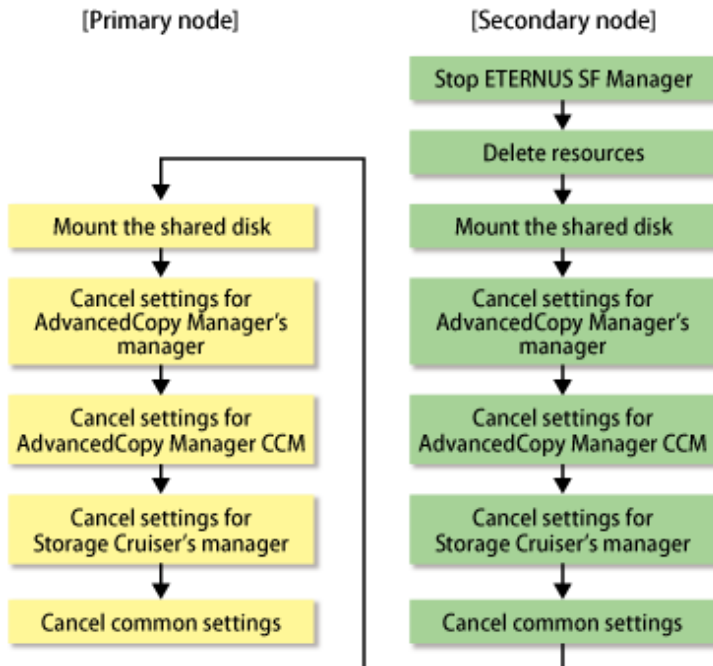 [Primary node]
[Secondary node]
Stop ETERNUS SF Manager
Delete resources
Mount the shared disk
Mount the shared disk
Cancel settings for
AdvancedCopy Manager's
manager
Cancel settings for
AdvancedCopy Manager's
manager
Cancel settings for
AdvancedCopy Manager CCM
Cancel settings for
AdvancedCopy Manager CCM
Cancel settings for
Storage Cruiser's manager
Cancel settings for
Storage Cruiser's manager
Cancel common settings
Cancel common settings